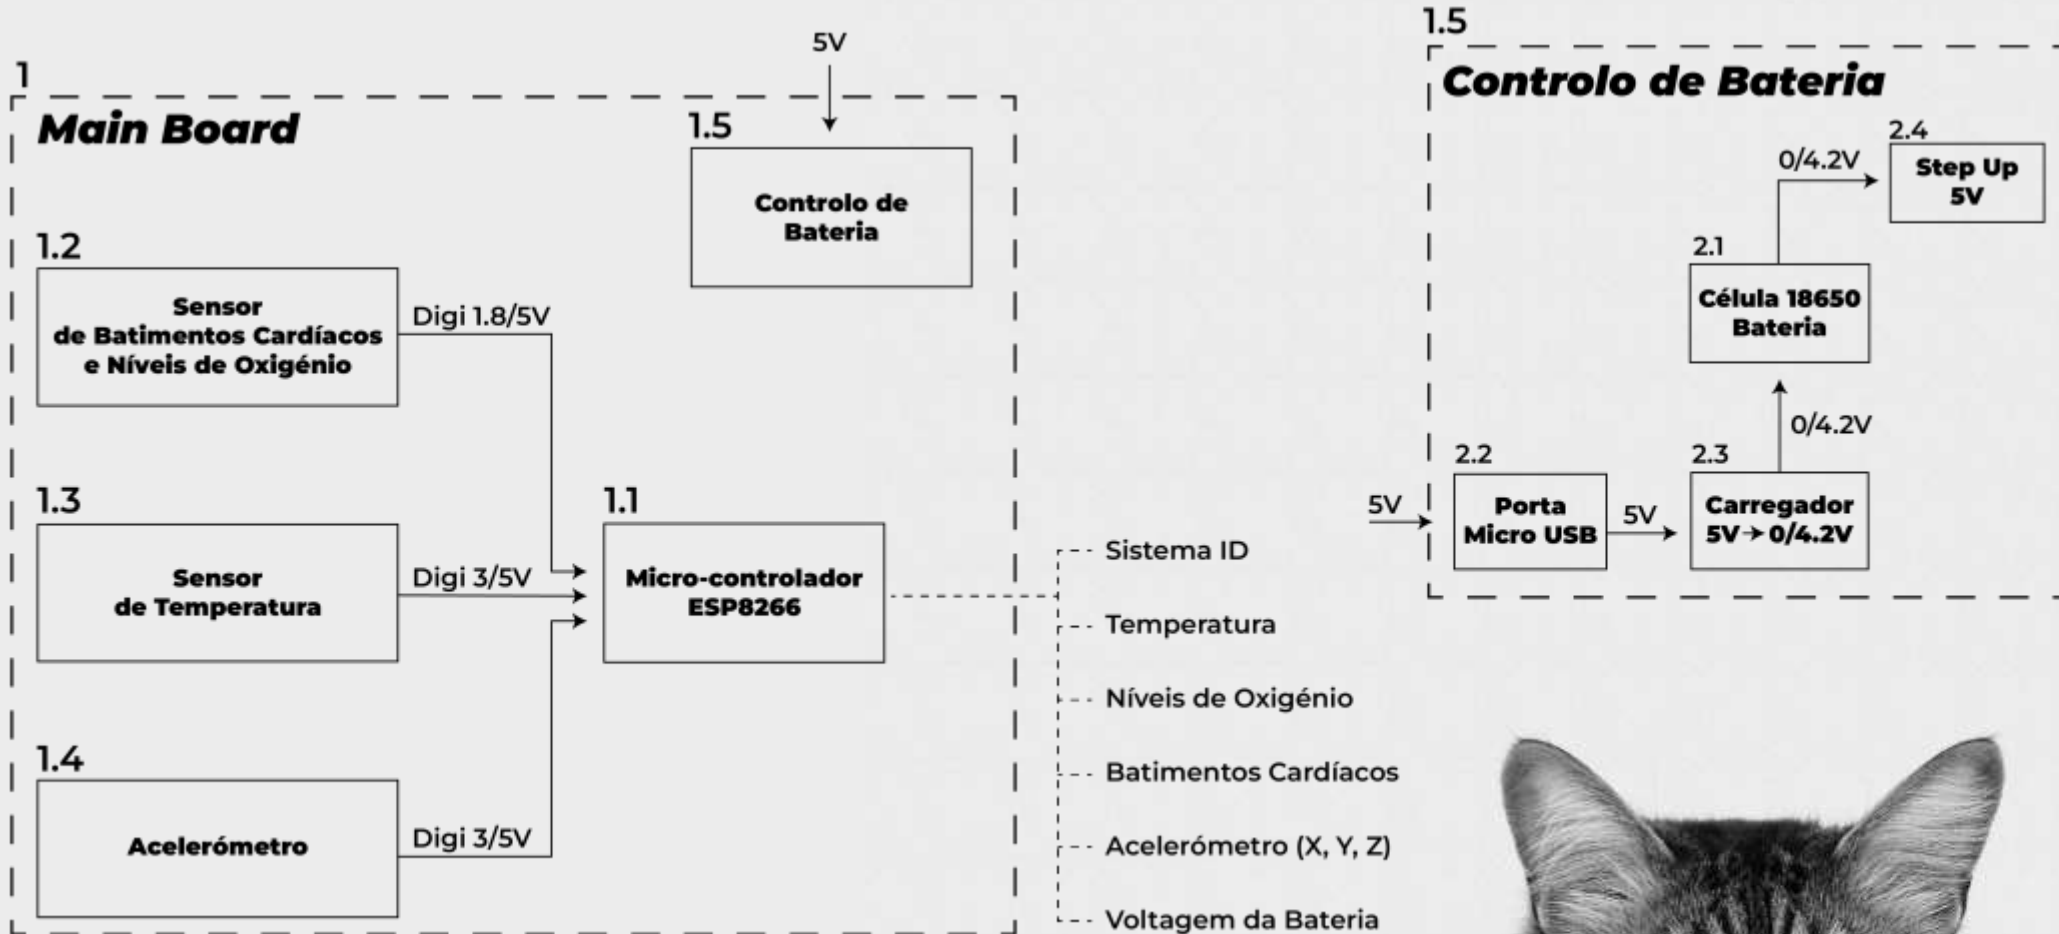 1
Main Board
5V
1.5
Controlo de
Bateria
1.2
Sensor
de Batimentos Cardíacos
e Níveis de Oxigénio
Digi 1.8/5V
1.3
Sensor
de Temperatura
Digi 3/5V
1.4
Acelerómetro
Digi 3/5V
1.1
Micro-controlador
ESP8266
Sistema ID
Temperatura
Níveis de Oxigénio
Batimentos Cardíacos
Acelerómetro (X, Y, Z)
Voltagem da Bateria
1.5
Controlo de Bateria
2.4
Step Up
5V
0/4.2V
2.1
Célula 18650
Bateria
0/4.2V
5V
2.2
Porta
Micro USB
5V
2.3
Carregador
5V→0/4.2V